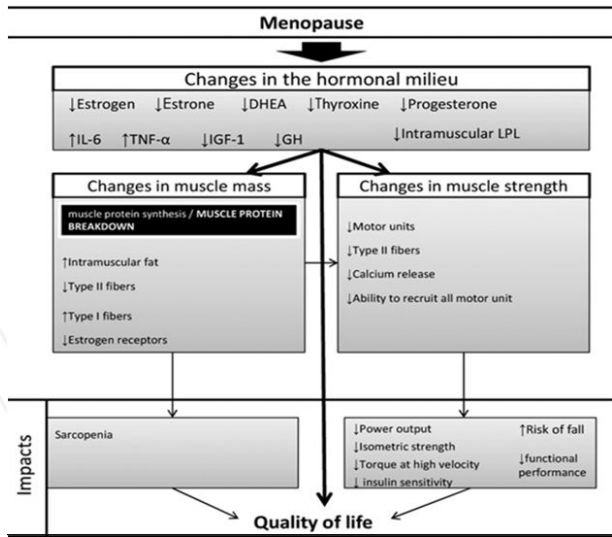 Menopause
Changes in the hormonal milieu
↓Estrogen ↓Estrone ↓DHEA ↓Thyroxine ↓Progesterone
↑IL-6 ↑TNF-α ↓IGF-1 ↓GH ↓Intramuscular LPL
Changes in muscle mass
muscle protein synthesis / MUSCLE PROTEIN
BREAKDOWN
↑Intramuscular fat
↓Type II fibers
↑Type I fibers
↓Estrogen receptors
Changes in muscle strength
↓Motor units
↓Type II fibers
↓Calcium release
↓Ability to recruit all motor unit
Impacts
Sarcopenia
↓Power output
↓Isometric strength
↓Torque at high velocity
↓ insulin sensitivity
↑Risk of fall
↓functional
performance
Quality of life